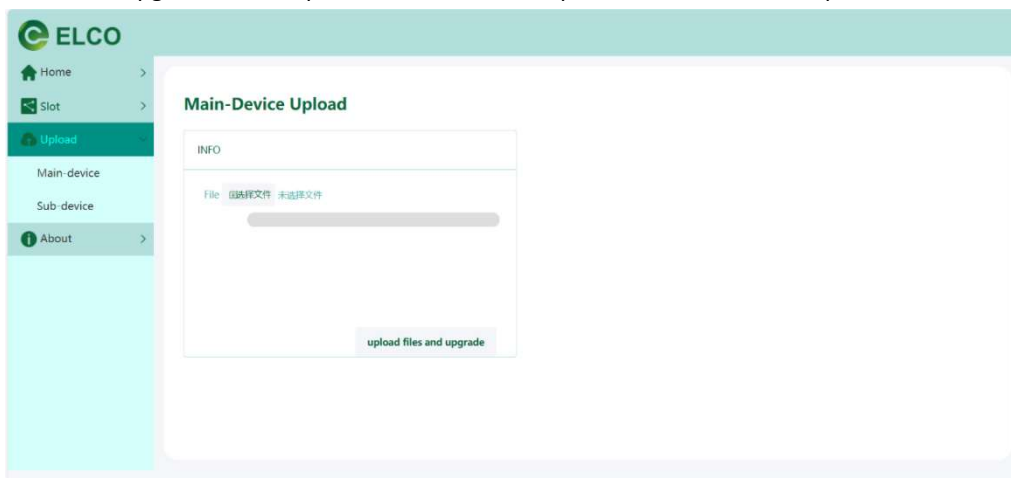 ELCO
Home
Slot
Upload
Main-device
Sub-device
About
Main-Device Upload
INFO
File 选择文件 未选择文件
upload files and upgrade